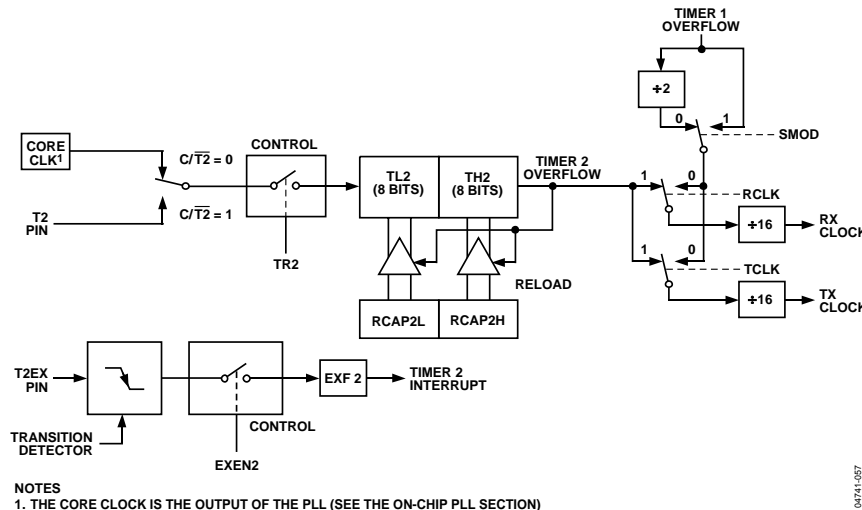 TIMER 1
OVERFLOW
÷2
0 1
SMOD
CORE
CLK1
C/T2 = 0
CONTROL
TL2
(8 BITS)
TH2
(8 BITS)
TIMER 2
OVERFLOW
1 0
RCLK
T2
PIN
C/T2 = 1
÷16
RX
CLOCK
TR2
1 0
RELOAD
TCLK
RCAP2L
RCAP2H
÷16
TX
CLOCK
T2EX
PIN
EXF 2
TIMER 2
INTERRUPT
CONTROL
TRANSITION
DETECTOR
EXEN2
NOTES
1. THE CORE CLOCK IS THE OUTPUT OF THE PLL (SEE THE ON-CHIP PLL SECTION)
04741-057